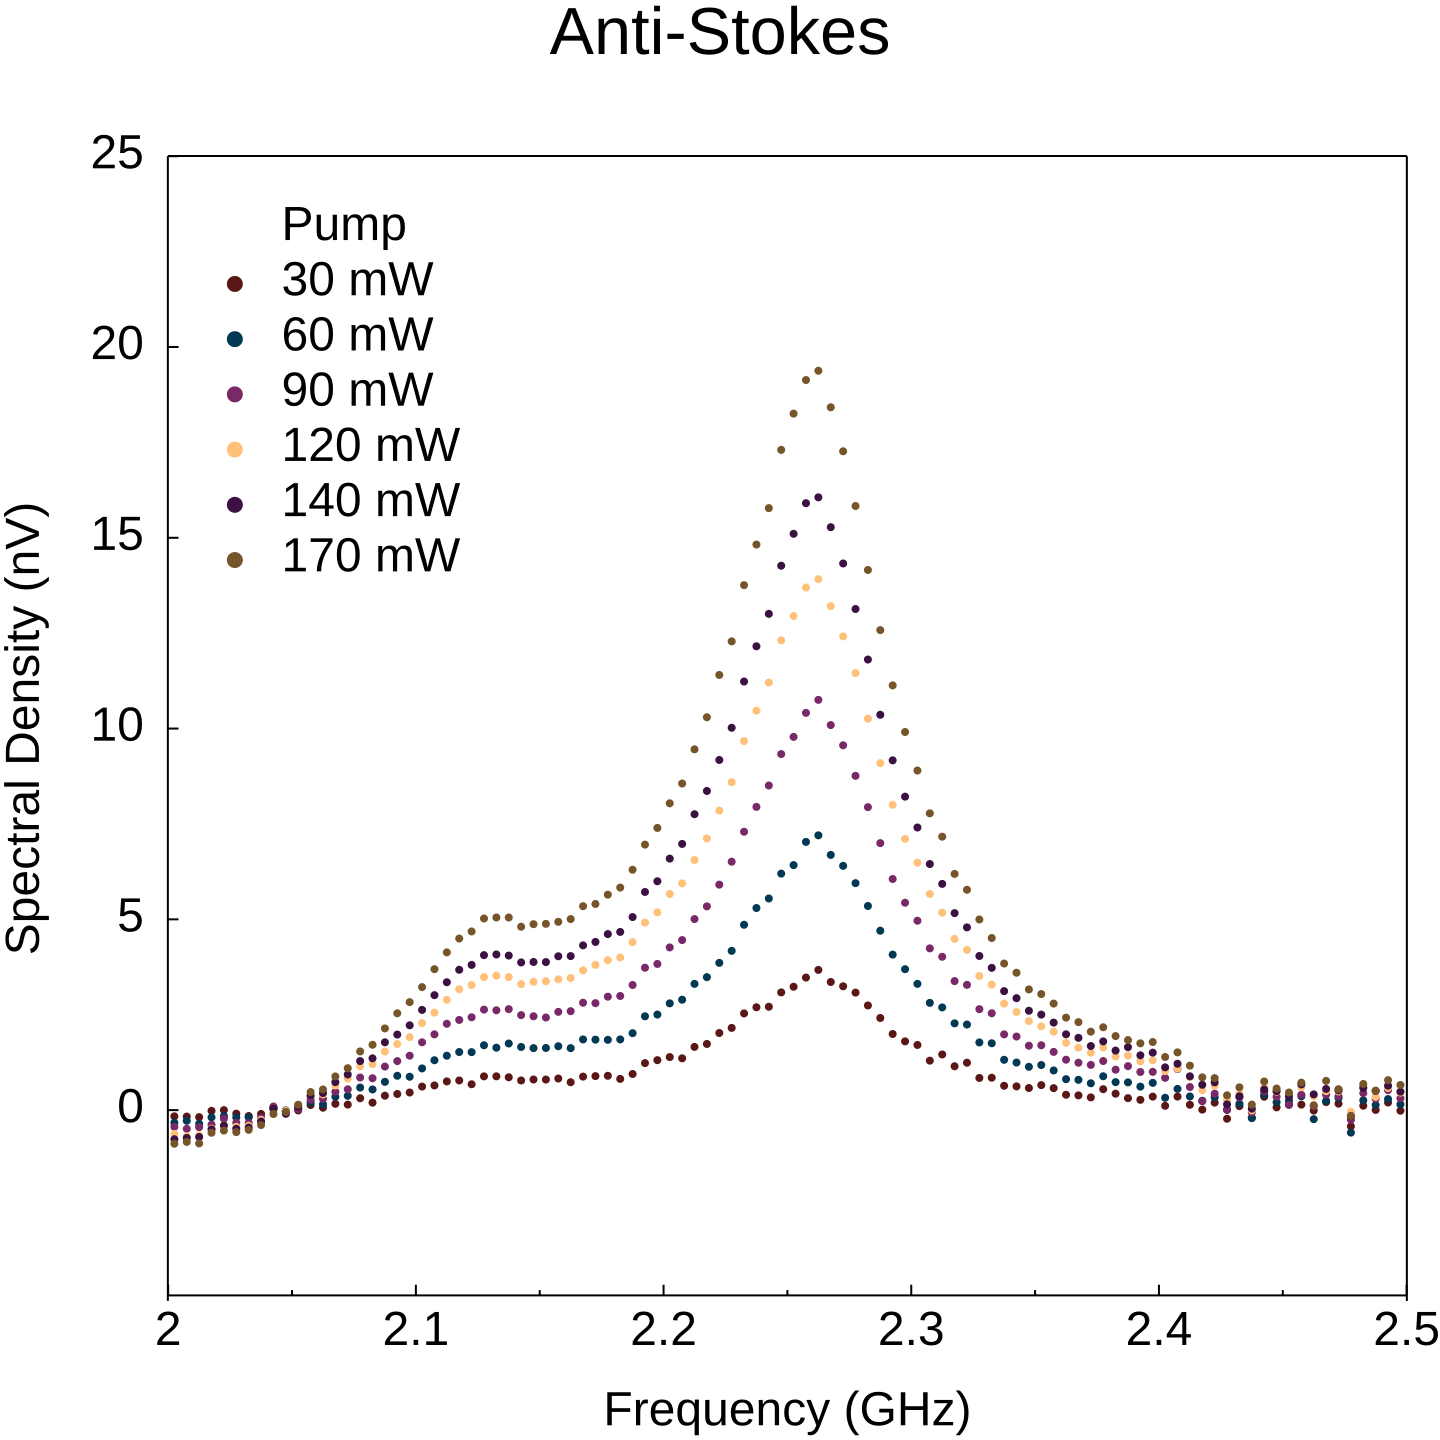 Anti-Stokes
25
20
15
10
5
0
Spectral Density (nV)
Pump
30 mW
60 mW
90 mW
120 mW
140 mW
170 mW
2
2.1
2.2
2.3
2.4
2.5
Frequency (GHz)